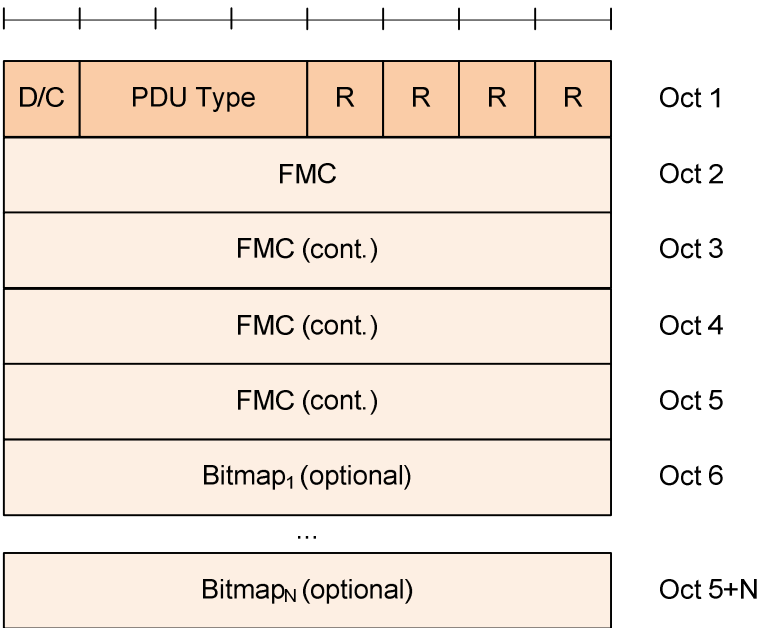 D/C PDU Type R R R R Oct 1
FMC Oct 2
FMC (cont.) Oct 3
FMC (cont.) Oct 4
FMC (cont.) Oct 5
Bitmap₁ (optional) Oct 6
...
Bitmap_N (optional) Oct 5+N